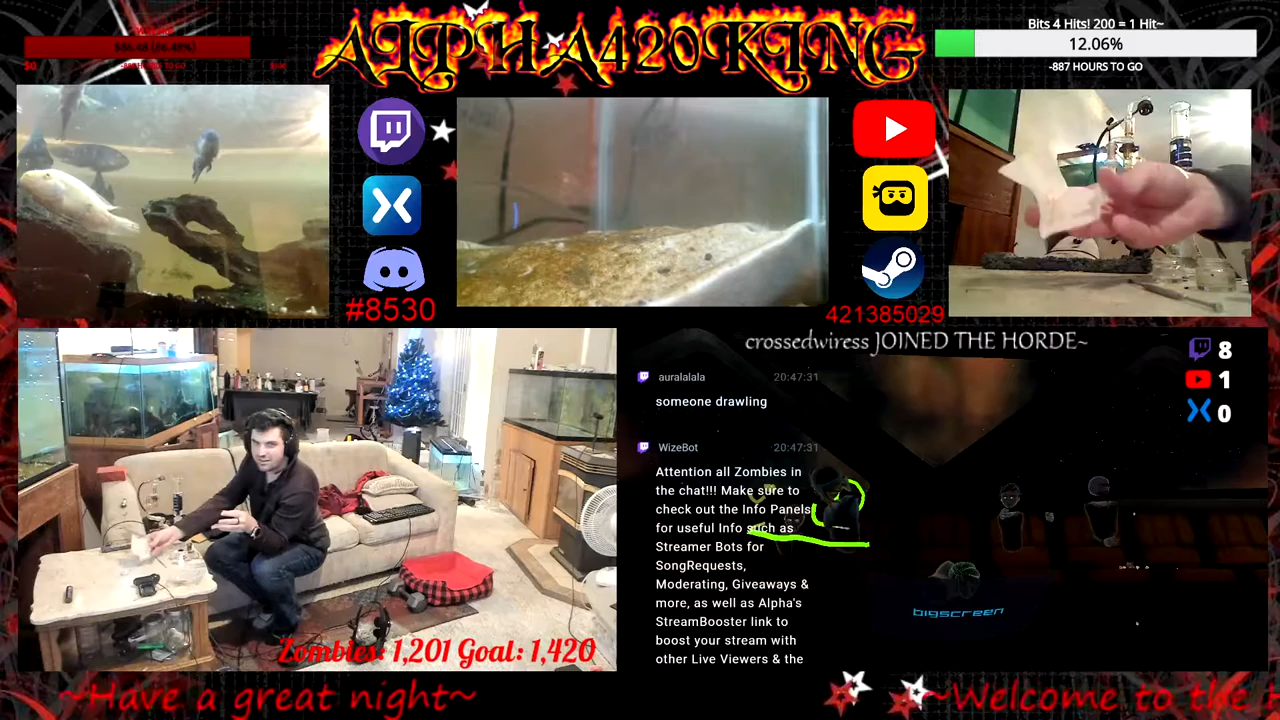 ALPHA420KING
Bits 4 Hits! 200 = 1 Hit~
12.06%
-887 HOURS TO GO
$0
#8530
421385029
crossedwiress JOINED THE HORDE~
8
1
0
auralalala 20:47:31
someone drawling
WizeBot 20:47:31
Attention all Zombies in
the chat!!! Make sure to
check out the Info Panels
for useful Info such as
Streamer Bots for
SongRequests,
Moderating, Giveaways &
more, as well as Alpha's
StreamBooster link to
boost your stream with
other Live Viewers & the
bigscreen
Zombies: 1,201 Goal: 1,420
~Have a great night~
~Welcome to the